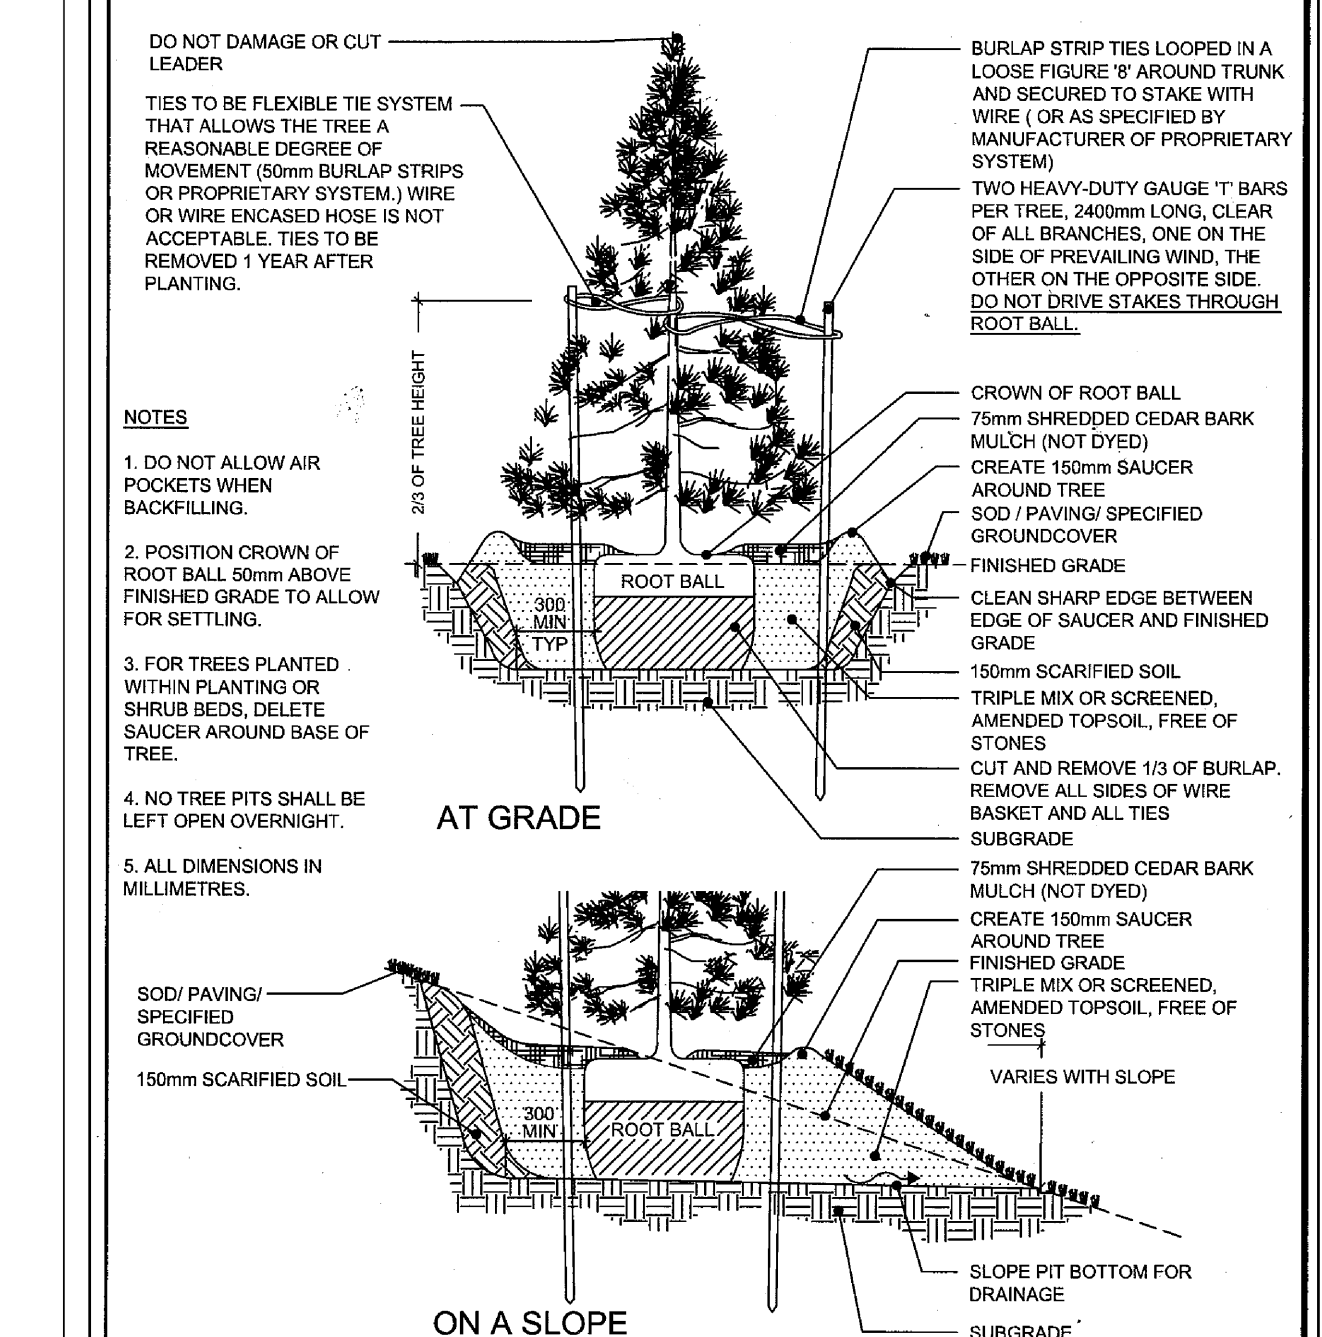 DO NOT DAMAGE OR CUT
LEADER
TIES TO BE FLEXIBLE TIE SYSTEM
THAT ALLOWS THE TREE A
REASONABLE DEGREE OF
MOVEMENT (50mm BURLAP STRIPS
OR PROPRIETARY SYSTEM.) WIRE
OR WIRE ENCASED HOSE IS NOT
ACCEPTABLE. TIES TO BE
REMOVED 1 YEAR AFTER
PLANTING.
2/3 OF TREE HEIGHT
NOTES
1. DO NOT ALLOW AIR
POCKETS WHEN
BACKFILLING.
2. POSITION CROWN OF
ROOT BALL 50mm ABOVE
FINISHED GRADE TO ALLOW
FOR SETTLING.
3. FOR TREES PLANTED
WITHIN PLANTING OR
SHRUB BEDS, DELETE
SAUCER AROUND BASE OF
TREE.
4. NO TREE PITS SHALL BE
LEFT OPEN OVERNIGHT.
5. ALL DIMENSIONS IN
MILLIMETRES.
BURLAP STRIP TIES LOOPED IN A
LOOSE FIGURE '8' AROUND TRUNK
AND SECURED TO STAKE WITH
WIRE ( OR AS SPECIFIED BY
MANUFACTURER OF PROPRIETARY
SYSTEM)
TWO HEAVY-DUTY GAUGE 'T' BARS
PER TREE, 2400mm LONG, CLEAR
OF ALL BRANCHES, ONE ON THE
SIDE OF PREVAILING WIND, THE
OTHER ON THE OPPOSITE SIDE.
DO NOT DRIVE STAKES THROUGH
ROOT BALL.
CROWN OF ROOT BALL
75mm SHREDDED CEDAR BARK
MULCH (NOT DYED)
CREATE 150mm SAUCER
AROUND TREE
SOD / PAVING/ SPECIFIED
GROUNDCOVER
FINISHED GRADE
CLEAN SHARP EDGE BETWEEN
EDGE OF SAUCER AND FINISHED
GRADE
150mm SCARIFIED SOIL
TRIPLE MIX OR SCREENED,
AMENDED TOPSOIL, FREE OF
STONES
CUT AND REMOVE 1/3 OF BURLAP.
REMOVE ALL SIDES OF WIRE
BASKET AND ALL TIES
SUBGRADE
ROOT BALL
300
MIN
TYP
AT GRADE
75mm SHREDDED CEDAR BARK
MULCH (NOT DYED)
CREATE 150mm SAUCER
AROUND TREE
FINISHED GRADE
TRIPLE MIX OR SCREENED,
AMENDED TOPSOIL, FREE OF
STONES
VARIES WITH SLOPE
SOD/ PAVING/
SPECIFIED
GROUNDCOVER
150mm SCARIFIED SOIL
300
MIN
ROOT BALL
SLOPE PIT BOTTOM FOR
DRAINAGE
SUBGRADE
ON A SLOPE